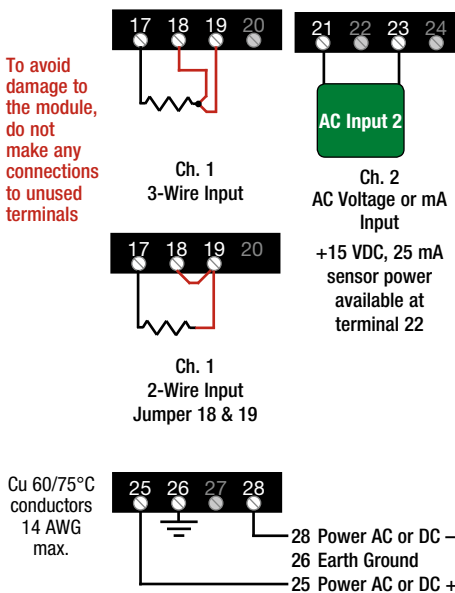 17 18 19 20
To avoid
damage to
the module,
do not
make any
connections
to unused
terminals
Ch. 1
3-Wire Input
21 22 23 24
AC Input 2
Ch. 2
AC Voltage or mA
Input
+15 VDC, 25 mA
sensor power
available at
terminal 22
17 18 19 20
Ch. 1
2-Wire Input
Jumper 18 & 19
Cu 60/75°C
conductors
14 AWG
max.
25 26 27 28
28 Power AC or DC –
26 Earth Ground
25 Power AC or DC +